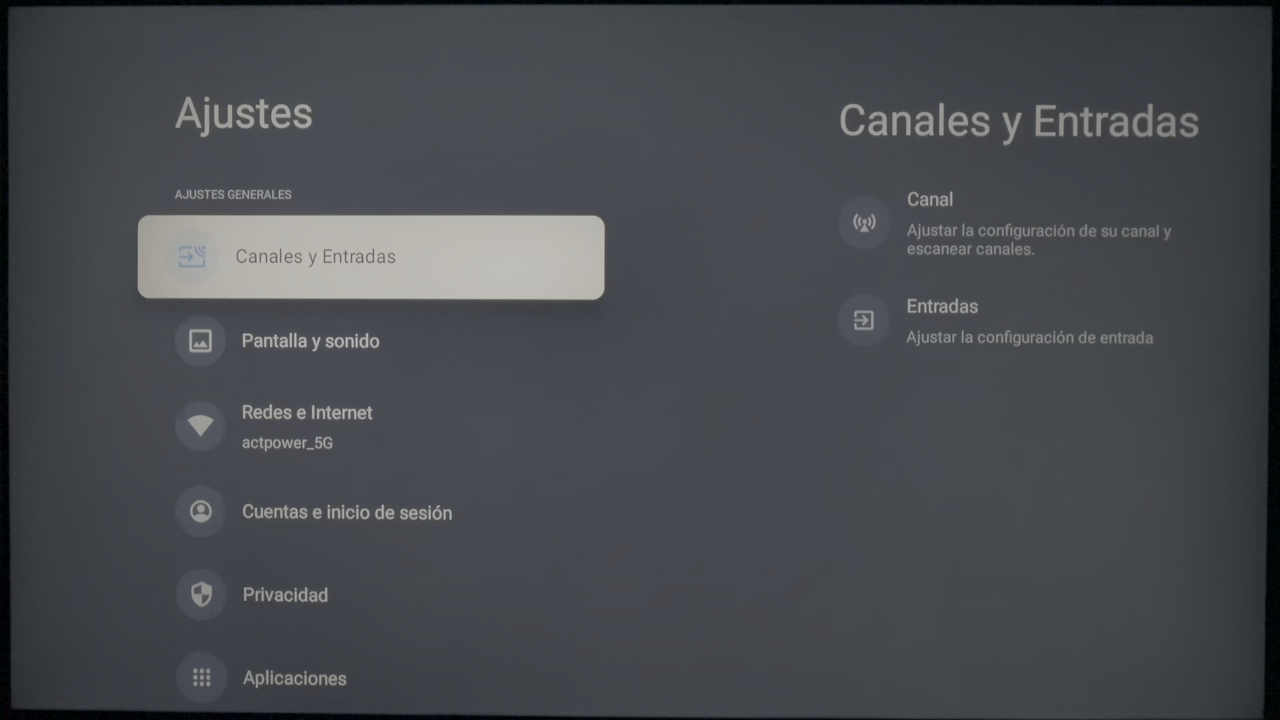 Ajustes
AJUSTES GENERALES
Canales y Entradas
Pantalla y sonido
Redes e Internet
actpower_5G
Cuentas e inicio de sesión
Privacidad
Aplicaciones
Canales y Entradas
Canal
Ajustar la configuración de su canal y
escanear canales.
Entradas
Ajustar la configuración de entrada